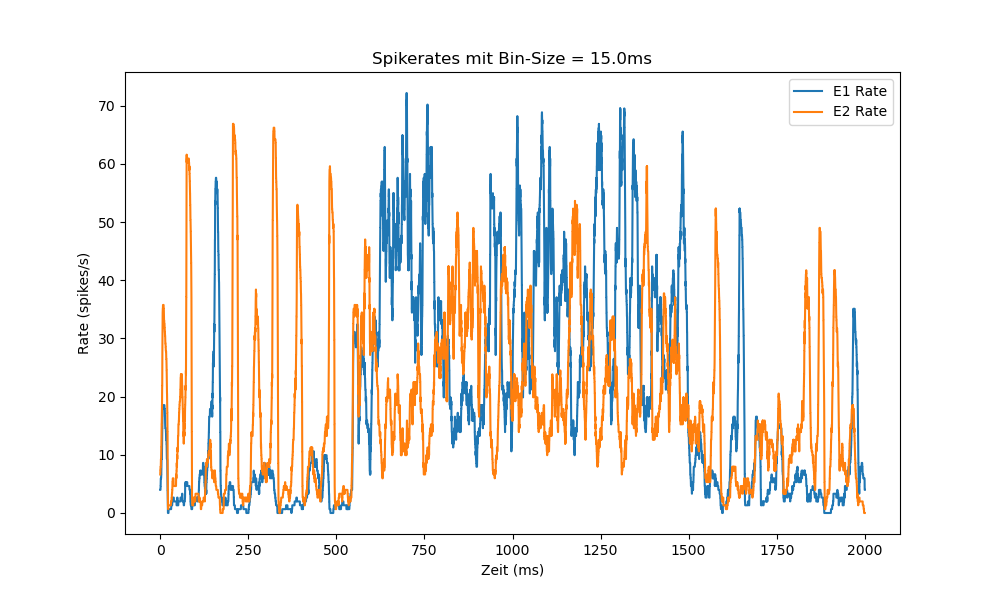 Spikerates mit Bin-Size = 15.0ms
E1 Rate
E2 Rate
70
60
50
40
30
20
10
0
Rate (spikes/s)
0 250 500 750 1000 1250 1500 1750 2000
Zeit (ms)